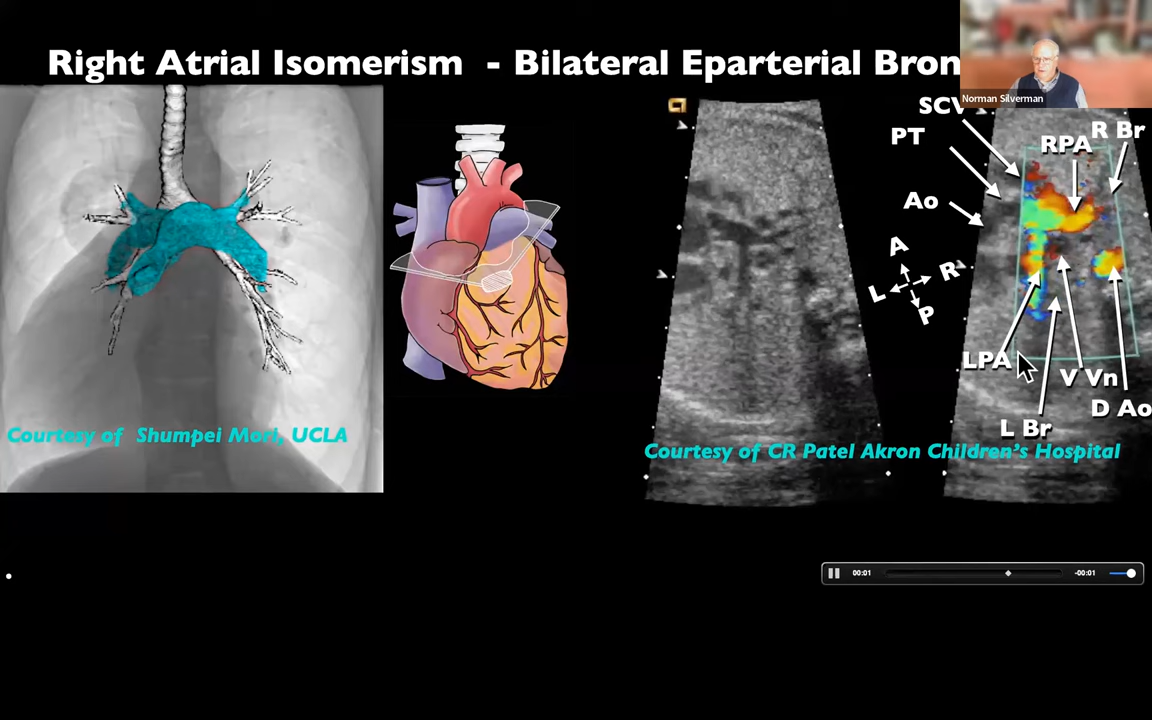 Right Atrial Isomerism - Bilateral Eparterial Bron
Norman Silverman
SCV
PT
RPA
R Br
Ao
A
R
L
P
LPA
V Vn
D Ao
L Br
Courtesy of Shumpei Mori, UCLA
Courtesy of CR Patel Akron Children's Hospital
00:01
-00:01